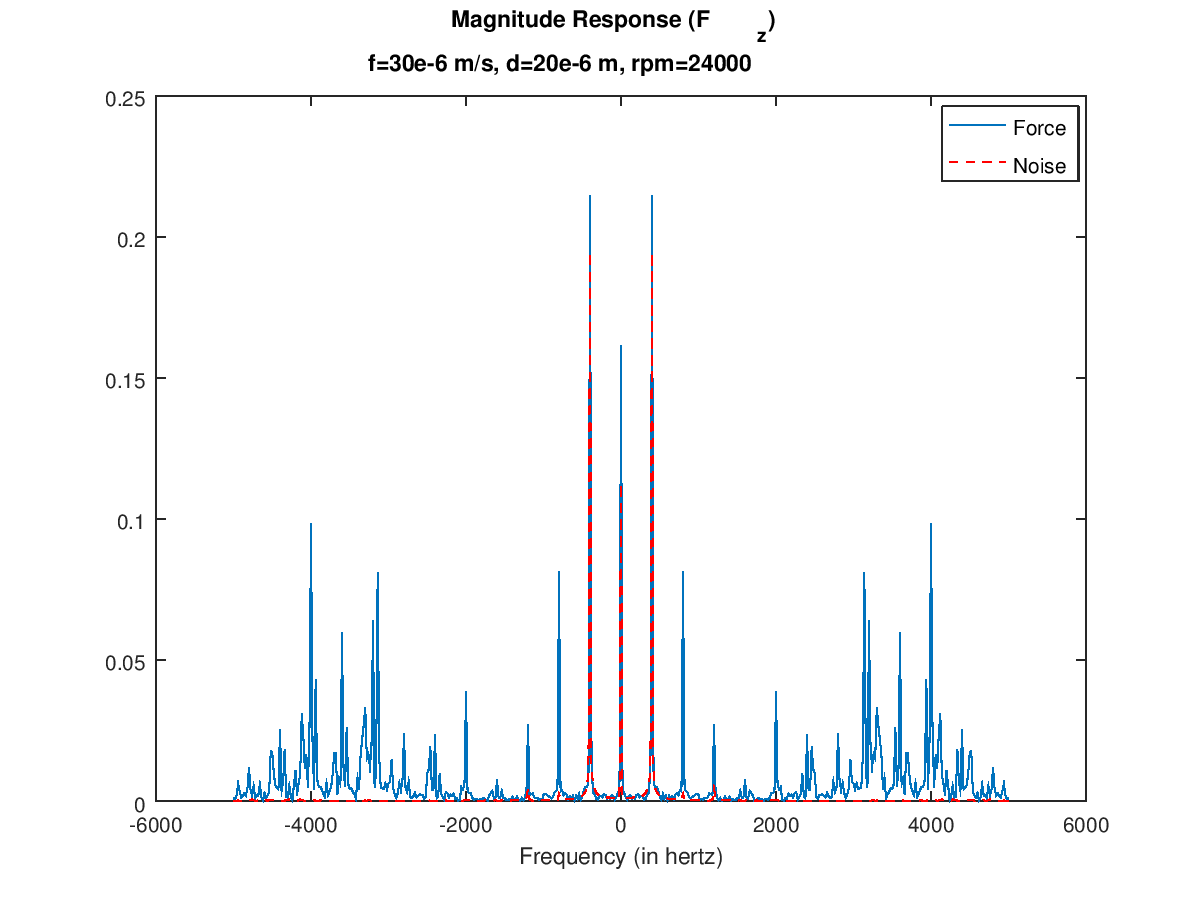 Magnitude Response (F z)
f=30e-6 m/s, d=20e-6 m, rpm=24000
0.25
Force
Noise
0.2
0.15
0.1
0.05
0
-6000 -4000 -2000 0 2000 4000 6000
Frequency (in hertz)